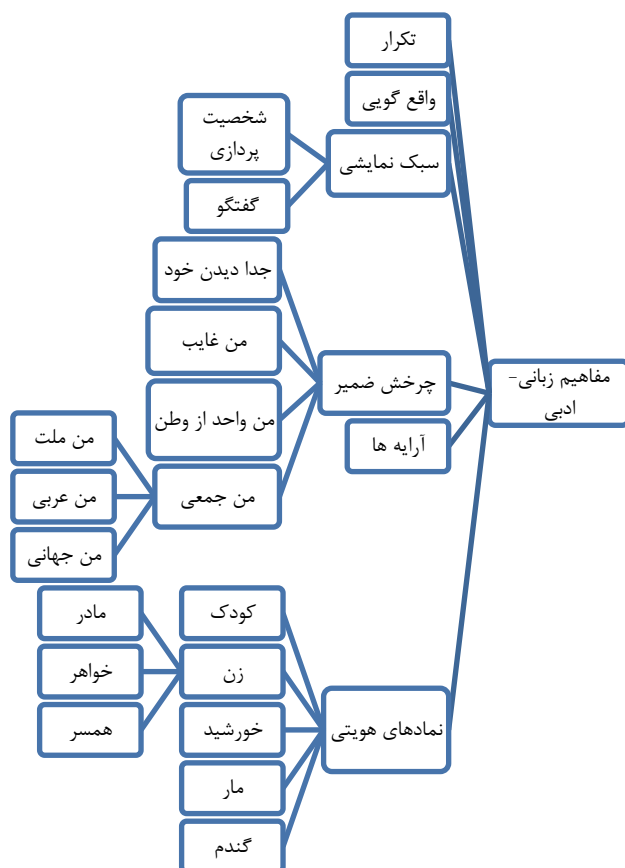 مفاهیم زبانی-
ادبی
تکرار
واقع گویی
سبک نمایشی
شخصیت
پردازی
گفتگو
چرخش ضمیر
جدا دیدن خود
من غایب
من واحد از وطن
من جمعی
من ملت
من عربی
من جهانی
آرایه ها
نمادهای هویتی
کودک
زن
مادر
خواهر
همسر
خورشید
مار
گندم